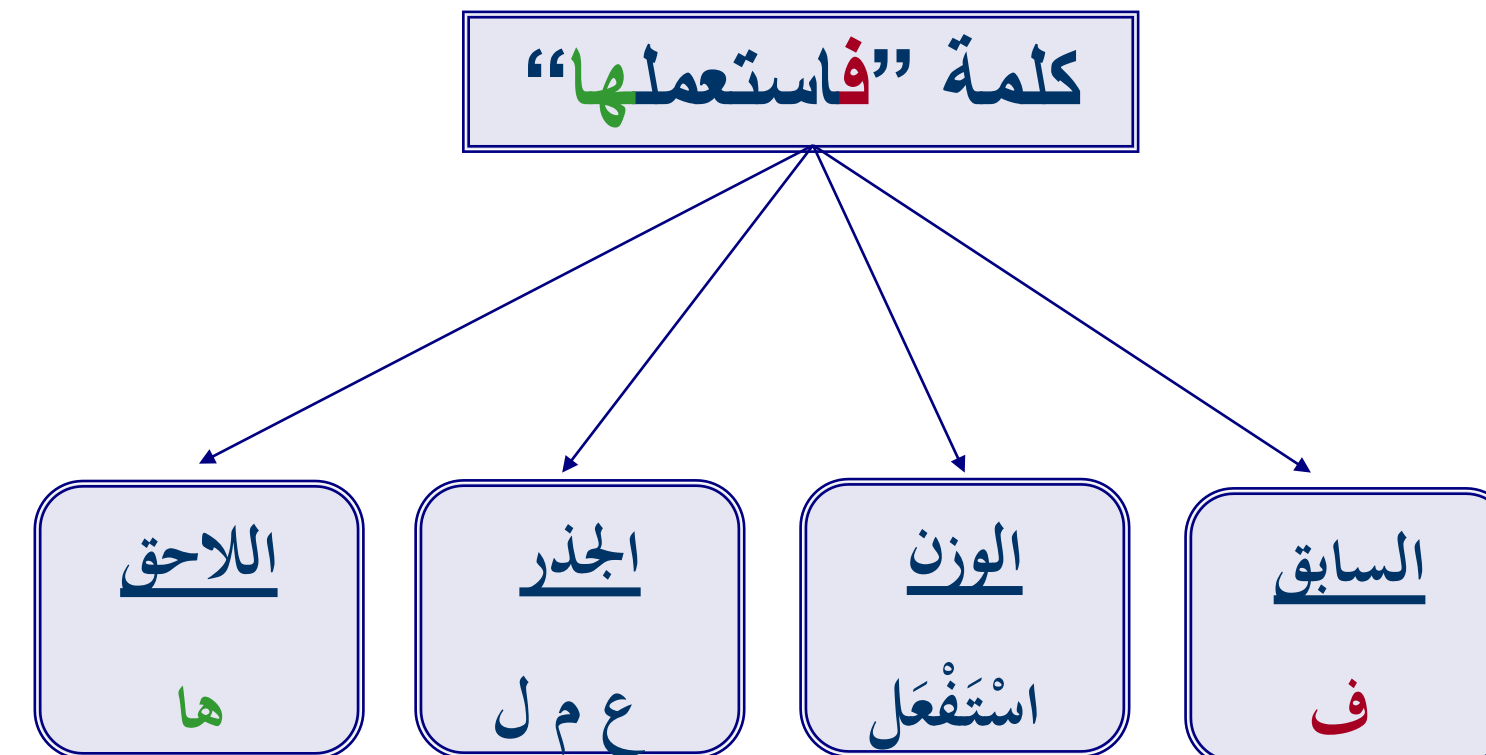 كلمة ”فاستعملها“
السابق
ف
الوزن
اسْتَفْعَل
الجذر
ع م ل
اللاحق
ها